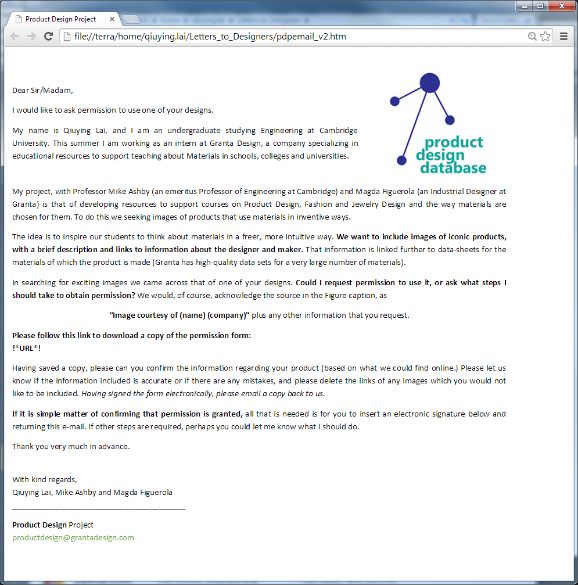 Product Design Project
file://terra/home/qiuying.lai/Letters_to_Designers/pdpemail_v2.htm
product
design
database
Dear Sir/Madam,
I would like to ask permission to use one of your designs.
My name is Qiuying Lai, and I am an undergraduate studying Engineering at Cambridge
University. This summer I am working as an intern at Granta Design, a company specializing in
educational resources to support teaching about Materials in schools, colleges and universities.
My project, with Professor Mike Ashby (an emeritus Professor of Engineering at Cambridge) and Magda Figuerola (an Industrial Designer at
Granta) is that of developing resources to support courses on Product Design, Fashion and Jewelry Design and the way materials are
chosen for them. To do this we seeking images of products that use materials in inventive ways.
The idea is to inspire our students to think about materials in a freer, more intuitive way. We want to include images of iconic products,
with a brief description and links to information about the designer and maker. That information is linked further to data-sheets for the
materials of which the product is made (Granta has high-quality data sets for a very large number of materials).
In searching for exciting images we came across that of one of your designs. Could I request permission to use it, or ask what steps I
should take to obtain permission? We would, of course, acknowledge the source in the Figure caption, as
"Image courtesy of (name) (company)" plus any other information that you request.
Please follow this link to download a copy of the permission form:
!*URL*!
Having saved a copy, please can you confirm the information regarding your product (based on what we could find online.) Please let us
know if the information included is accurate or if there are any mistakes, and please delete the links of any images which you would not
like to be included. Having signed the form electronically, please email a copy back to us.
If it is simple matter of confirming that permission is granted, all that is needed is for you to insert an electronic signature below and
returning this e-mail. If other steps are required, perhaps you could let me know what I should do.
Thank you very much in advance.
With kind regards,
Qiuying Lai, Mike Ashby and Magda Figuerola
Product Design Project
productdesign@grantadesign.com